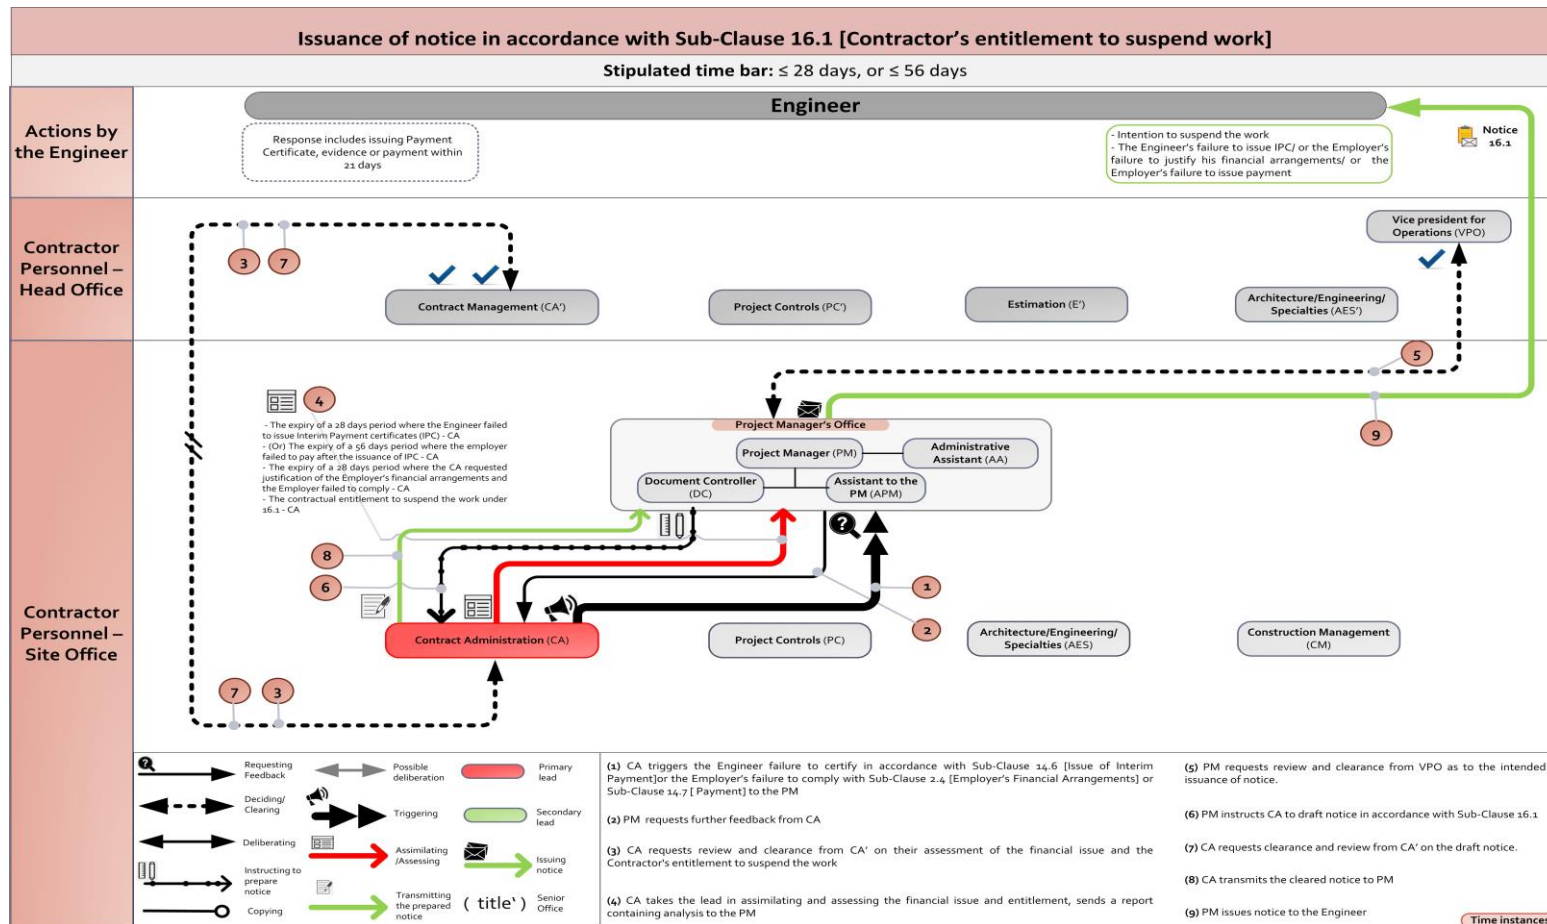 Issuance of notice in accordance with Sub-Clause 16.1 [Contractor's entitlement to suspend work]
Stipulated time bar: ≤ 28 days, or ≤ 56 days
Actions by
the Engineer
Engineer
Response includes issuing Payment
Certificate, evidence or payment within
21 days
- Intention to suspend the work
- The Engineer's failure to issue IPC/ or the Employer's
failure to justify his financial arrangements/ or the
Employer's failure to issue payment
Notice
16.1
Contractor
Personnel –
Head Office
3
7
Contract Management (CA')
Project Controls (PC')
Estimation (E')
Architecture/Engineering/
Specialties (AES')
Vice president for
Operations (VPO)
5
Contractor
Personnel –
Site Office
4
- The expiry of a 28 days period where the Engineer failed
to issue Interim Payment certificates (IPC) - CA
- (Or) The expiry of a 56 days period where the employer
failed to pay after the issuance of IPC - CA
- The expiry of a 28 days period where the CA requested
justification of the Employer's financial arrangements and
the Employer failed to comply - CA
- The contractual entitlement to suspend the work under
16.1 - CA
Project Manager's Office
Project Manager (PM)
Administrative
Assistant (AA)
Document Controller
(DC)
Assistant to the
PM (APM)
9
8
6
1
2
Contract Administration (CA)
Project Controls (PC)
Architecture/Engineering/
Specialties (AES)
Construction Management
(CM)
7
3
Requesting
Feedback
Possible
deliberation
Primary
lead
Deciding/
Clearing
Triggering
Secondary
lead
Deliberating
Assimilating
/Assessing
Issuing
notice
Instructing to
prepare
notice
Transmitting
the prepared
notice
( title‘ )
Senior
Office
Copying
(1) CA triggers the Engineer failure to certify in accordance with Sub-Clause 14.6 [Issue of Interim
Payment]or the Employer's failure to comply with Sub-Clause 2.4 [Employer's Financial Arrangements] or
Sub-Clause 14.7 [ Payment] to the PM
(2) PM requests further feedback from CA
(3) CA requests review and clearance from CA' on their assessment of the financial issue and the
Contractor's entitlement to suspend the work
(4) CA takes the lead in assimilating and assessing the financial issue and entitlement, sends a report
containing analysis to the PM
(5) PM requests review and clearance from VPO as to the intended
issuance of notice.
(6) PM instructs CA to draft notice in accordance with Sub-Clause 16.1
(7) CA requests clearance and review from CA' on the draft notice.
(8) CA transmits the cleared notice to PM
(9) PM issues notice to the Engineer
Time instances